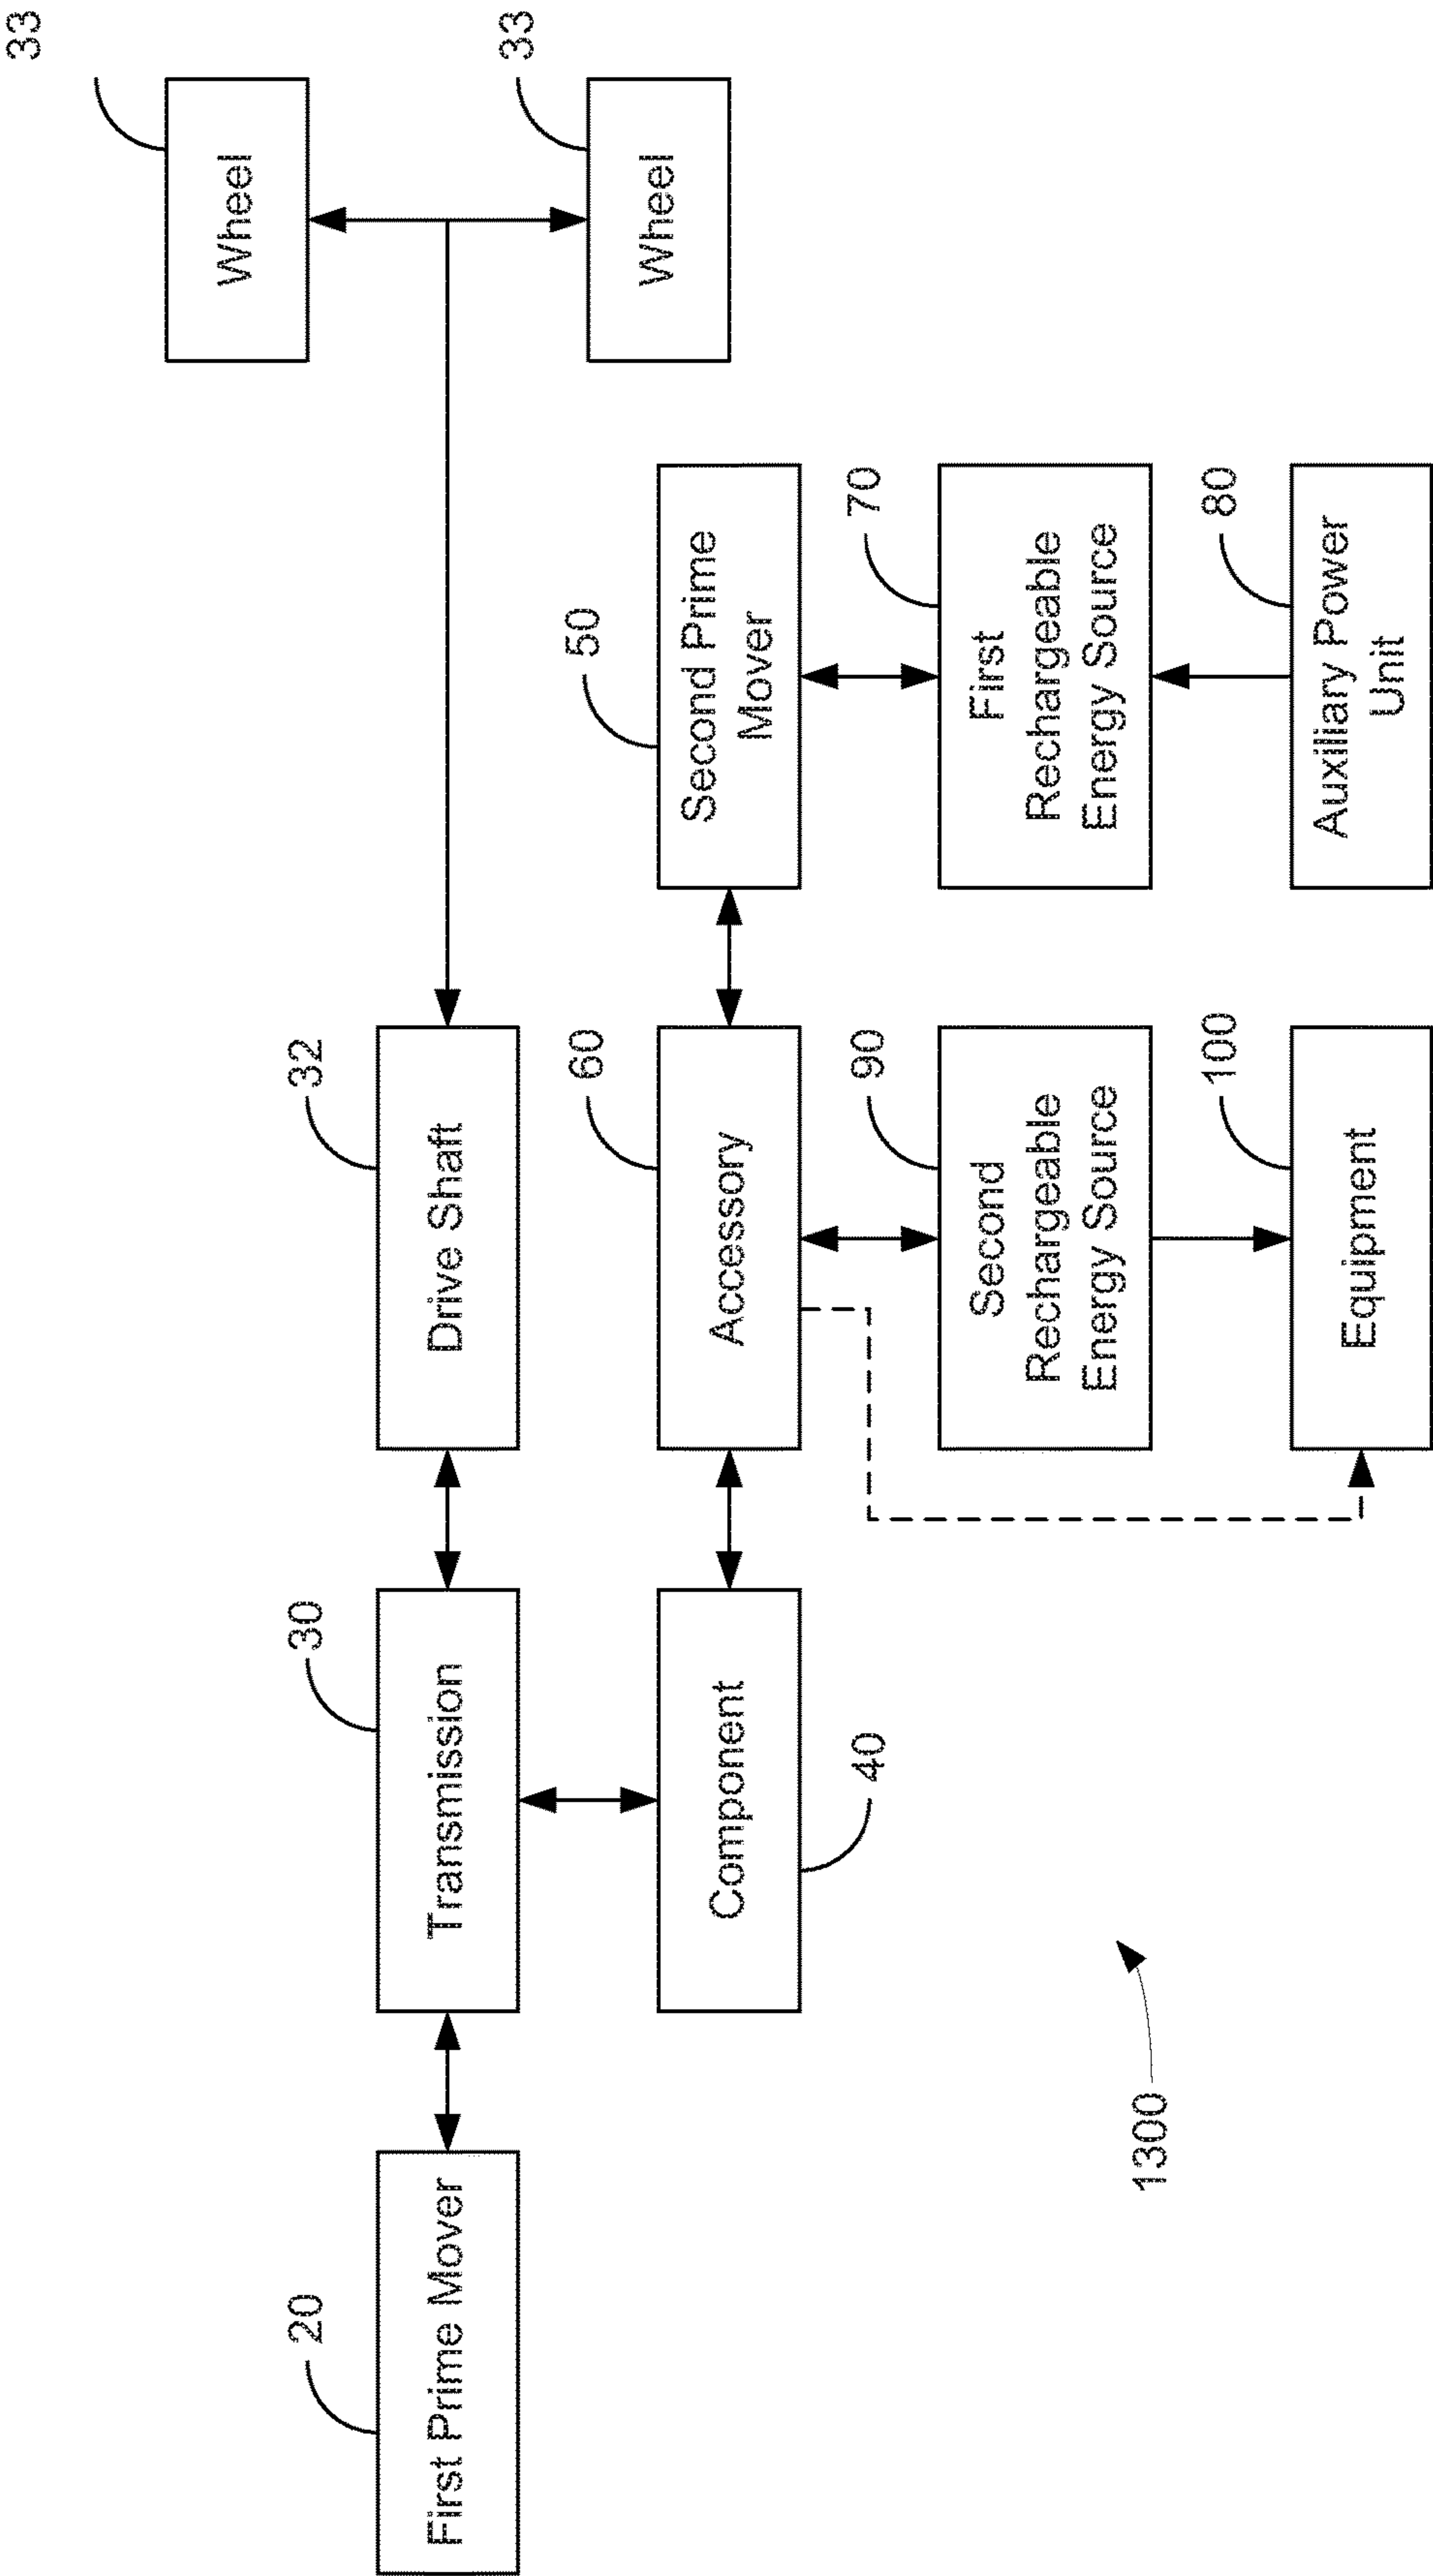 33
Wheel
33
Wheel
20
First Prime Mover
30
Transmission
32
Drive Shaft
40
Component
60
Accessory
50
Second Prime
Mover
90
Second
Rechargeable
Energy Source
70
First
Rechargeable
Energy Source
100
Equipment
80
Auxiliary Power
Unit
1300